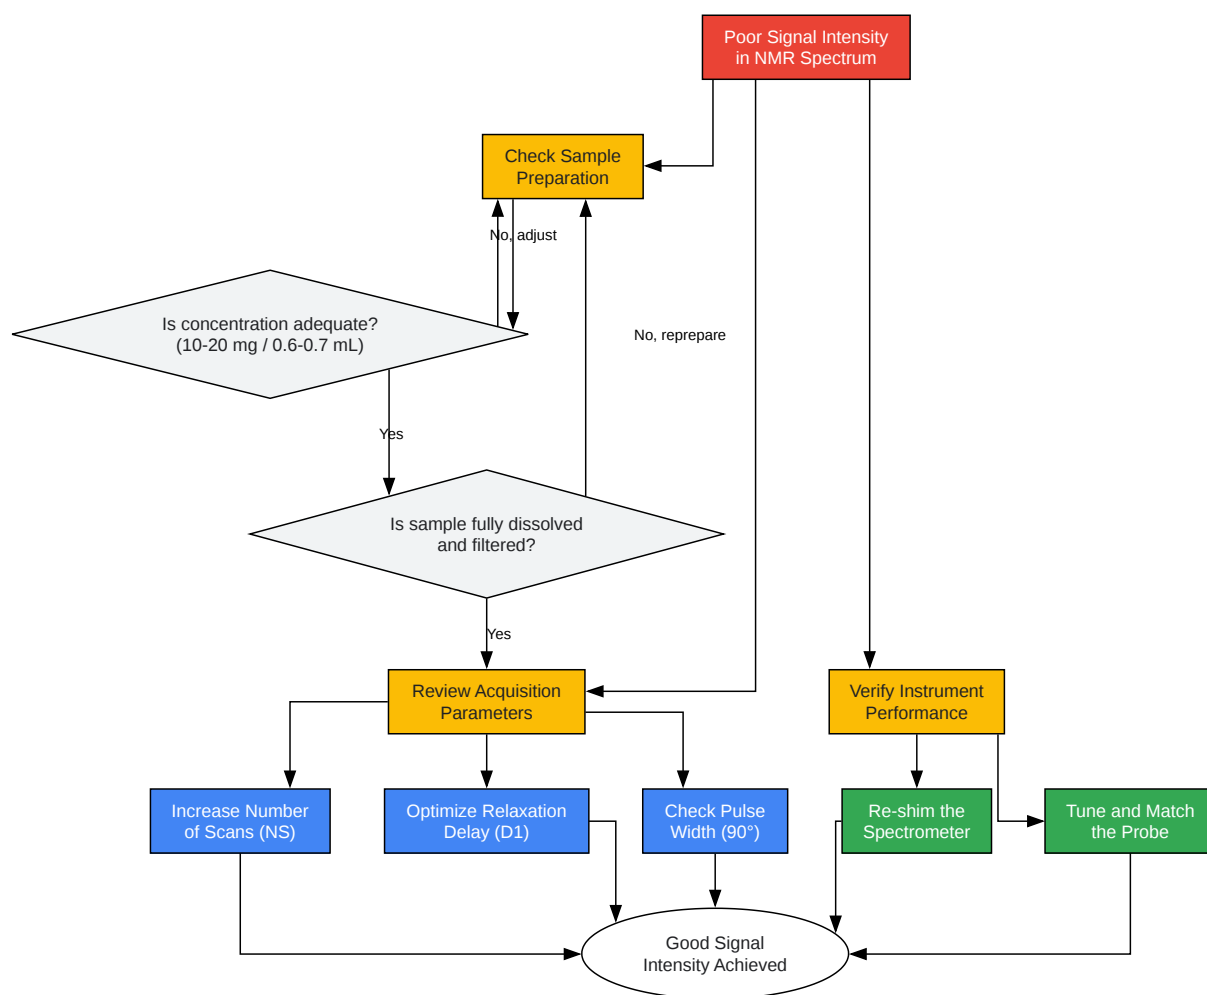 Poor Signal Intensity
in NMR Spectrum
Check Sample
Preparation
No, adjust
Is concentration adequate?
(10-20 mg / 0.6-0.7 mL)
No, reprepare
Yes
Is sample fully dissolved
and filtered?
Yes
Review Acquisition
Parameters
Verify Instrument
Performance
Increase Number
of Scans (NS)
Optimize Relaxation
Delay (D1)
Check Pulse
Width (90°)
Re-shim the
Spectrometer
Tune and Match
the Probe
Good Signal
Intensity Achieved